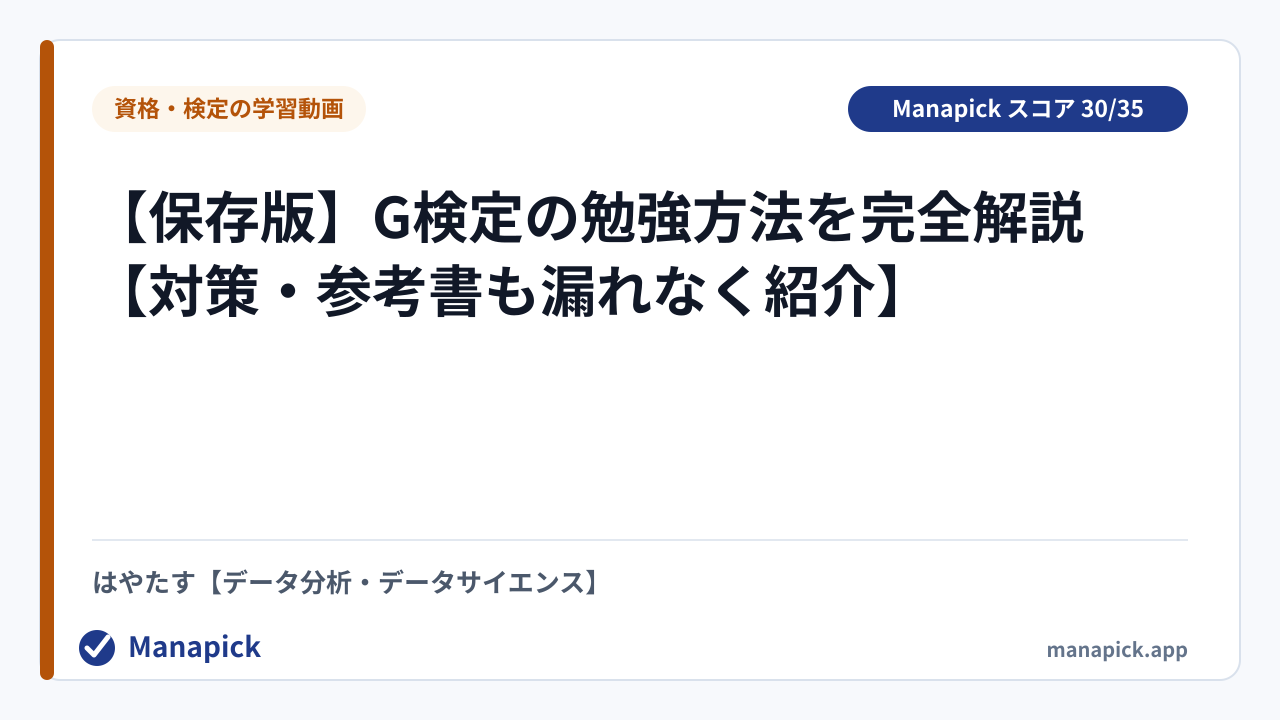 資格・検定の学習動画
Manapick スコア 30/35
【保存版】G検定の勉強方法を完全解説
【対策・参考書も漏れなく紹介】
はやたす【データ分析・データサイエンス】
Manapick
manapick.app